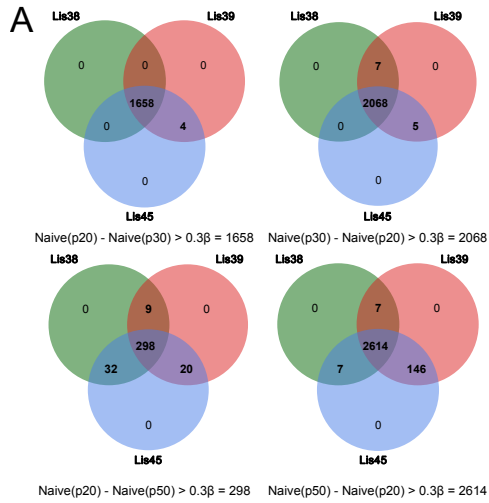 A
Lis38 Lis39
0 0 0
1658
0 4
0
Lis45
Naive(p20) - Naive(p30) > 0.3β = 1658
Lis38 Lis39
0 7 0
2068
0 5
0
Lis45
Naive(p30) - Naive(p20) > 0.3β = 2068
Lis38 Lis39
0 9 0
298
32 20
0
Lis45
Naive(p20) - Naive(p50) > 0.3β = 298
Lis38 Lis39
0 7 0
2614
7 146
0
Lis45
Naive(p50) - Naive(p20) > 0.3β = 2614